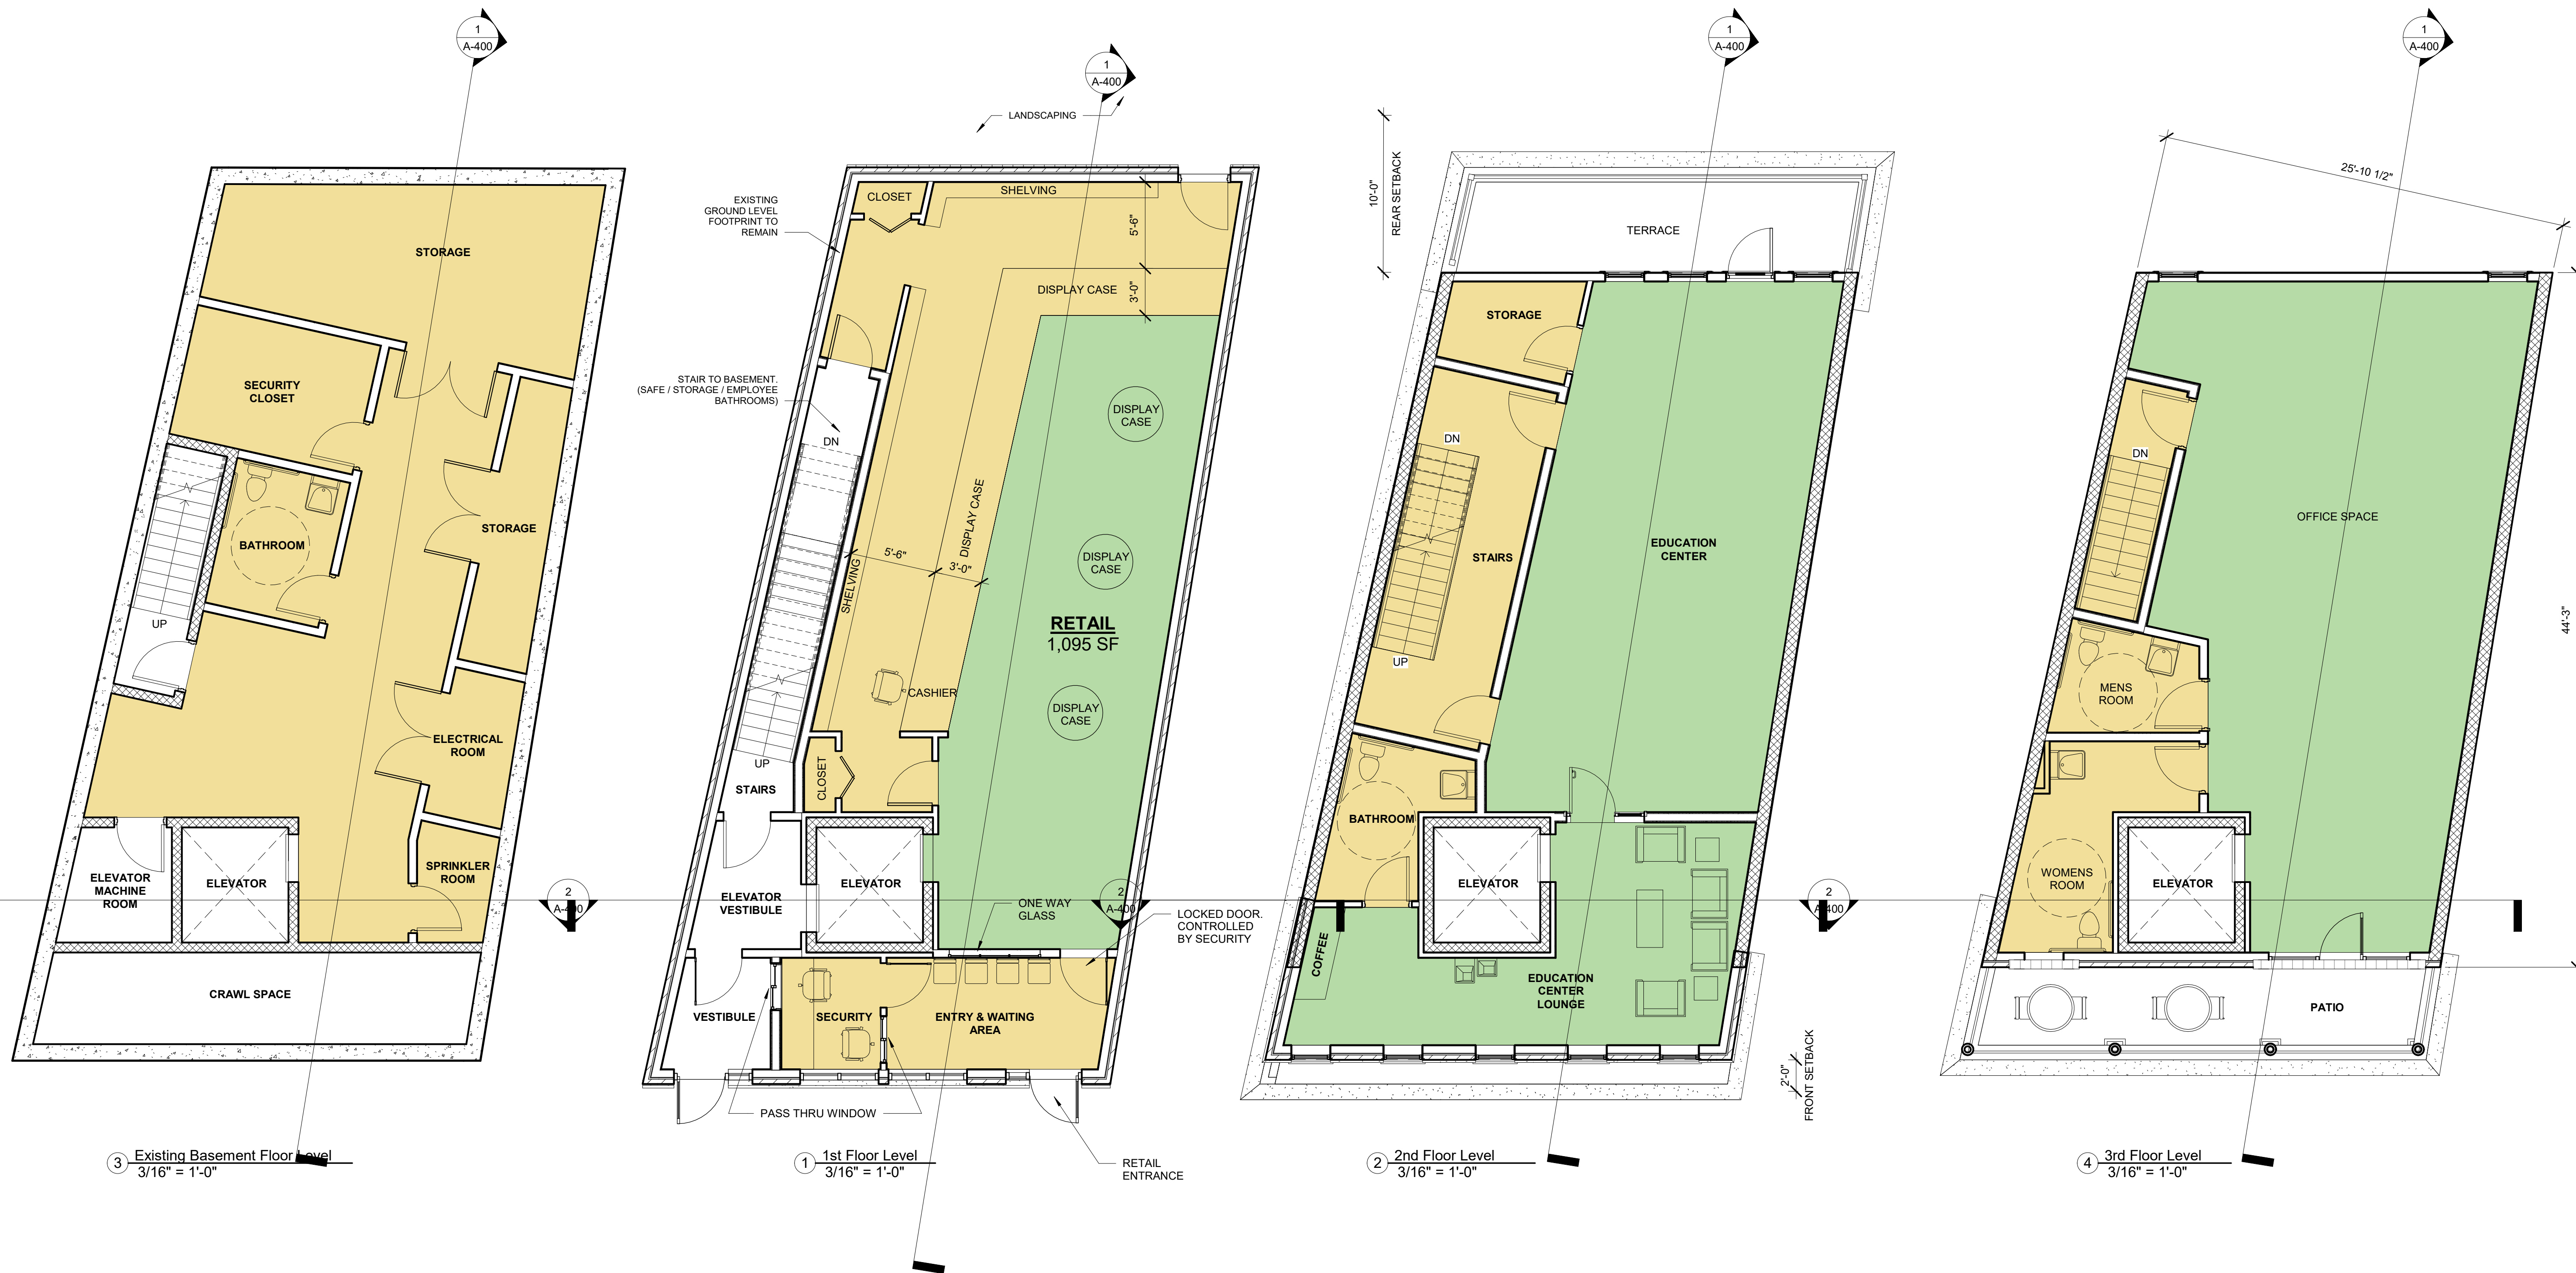 1
A-400
STORAGE
SECURITY
CLOSET
BATHROOM
STORAGE
UP
ELECTRICAL
ROOM
SPRINKLER
ROOM
ELEVATOR
MACHINE
ROOM
ELEVATOR
CRAWL SPACE
2
A-400
3
Existing Basement Floor Level
3/16" = 1'-0"
1
A-400
LANDSCAPING
EXISTING
GROUND LEVEL
FOOTPRINT TO
REMAIN
CLOSET
SHELVING
5'-6"
DISPLAY CASE
3'-0"
STAIR TO BASEMENT.
(SAFE / STORAGE / EMPLOYEE
BATHROOMS)
DN
DISPLAY
CASE
DISPLAY CASE
5'-6"
3'-0"
SHELVING
DISPLAY
CASE
RETAIL
1,095 SF
CASHIER
DISPLAY
CASE
UP
STAIRS
CLOSET
ELEVATOR
VESTIBULE
ELEVATOR
ONE WAY
GLASS
2
A-400
LOCKED DOOR.
CONTROLLED
BY SECURITY
VESTIBULE
SECURITY
ENTRY & WAITING
AREA
PASS THRU WINDOW
RETAIL
ENTRANCE
1
1st Floor Level
3/16" = 1'-0"
1
A-400
10'-0"
REAR SETBACK
TERRACE
STORAGE
DN
STAIRS
EDUCATION
CENTER
UP
BATHROOM
ELEVATOR
COFFEE
EDUCATION
CENTER
LOUNGE
2
A-400
2'-0"
FRONT SETBACK
2
2nd Floor Level
3/16" = 1'-0"
1
A-400
25'-10 1/2"
DN
OFFICE SPACE
44'-3"
MENS
ROOM
WOMENS
ROOM
ELEVATOR
PATIO
4
3rd Floor Level
3/16" = 1'-0"